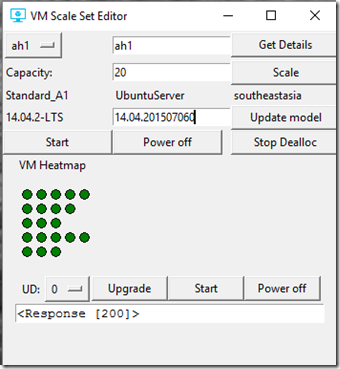 VM Scale Set Editor
ah1 ah1 Get Details
Capacity: 20 Scale
Standard_A1 UbuntuServer southeastasia
14.04.2-LTS 14.04.201507060 Update model
Start Power off Stop Dealloc
VM Heatmap
UD: 0 Upgrade Start Power off
<Response [200]>